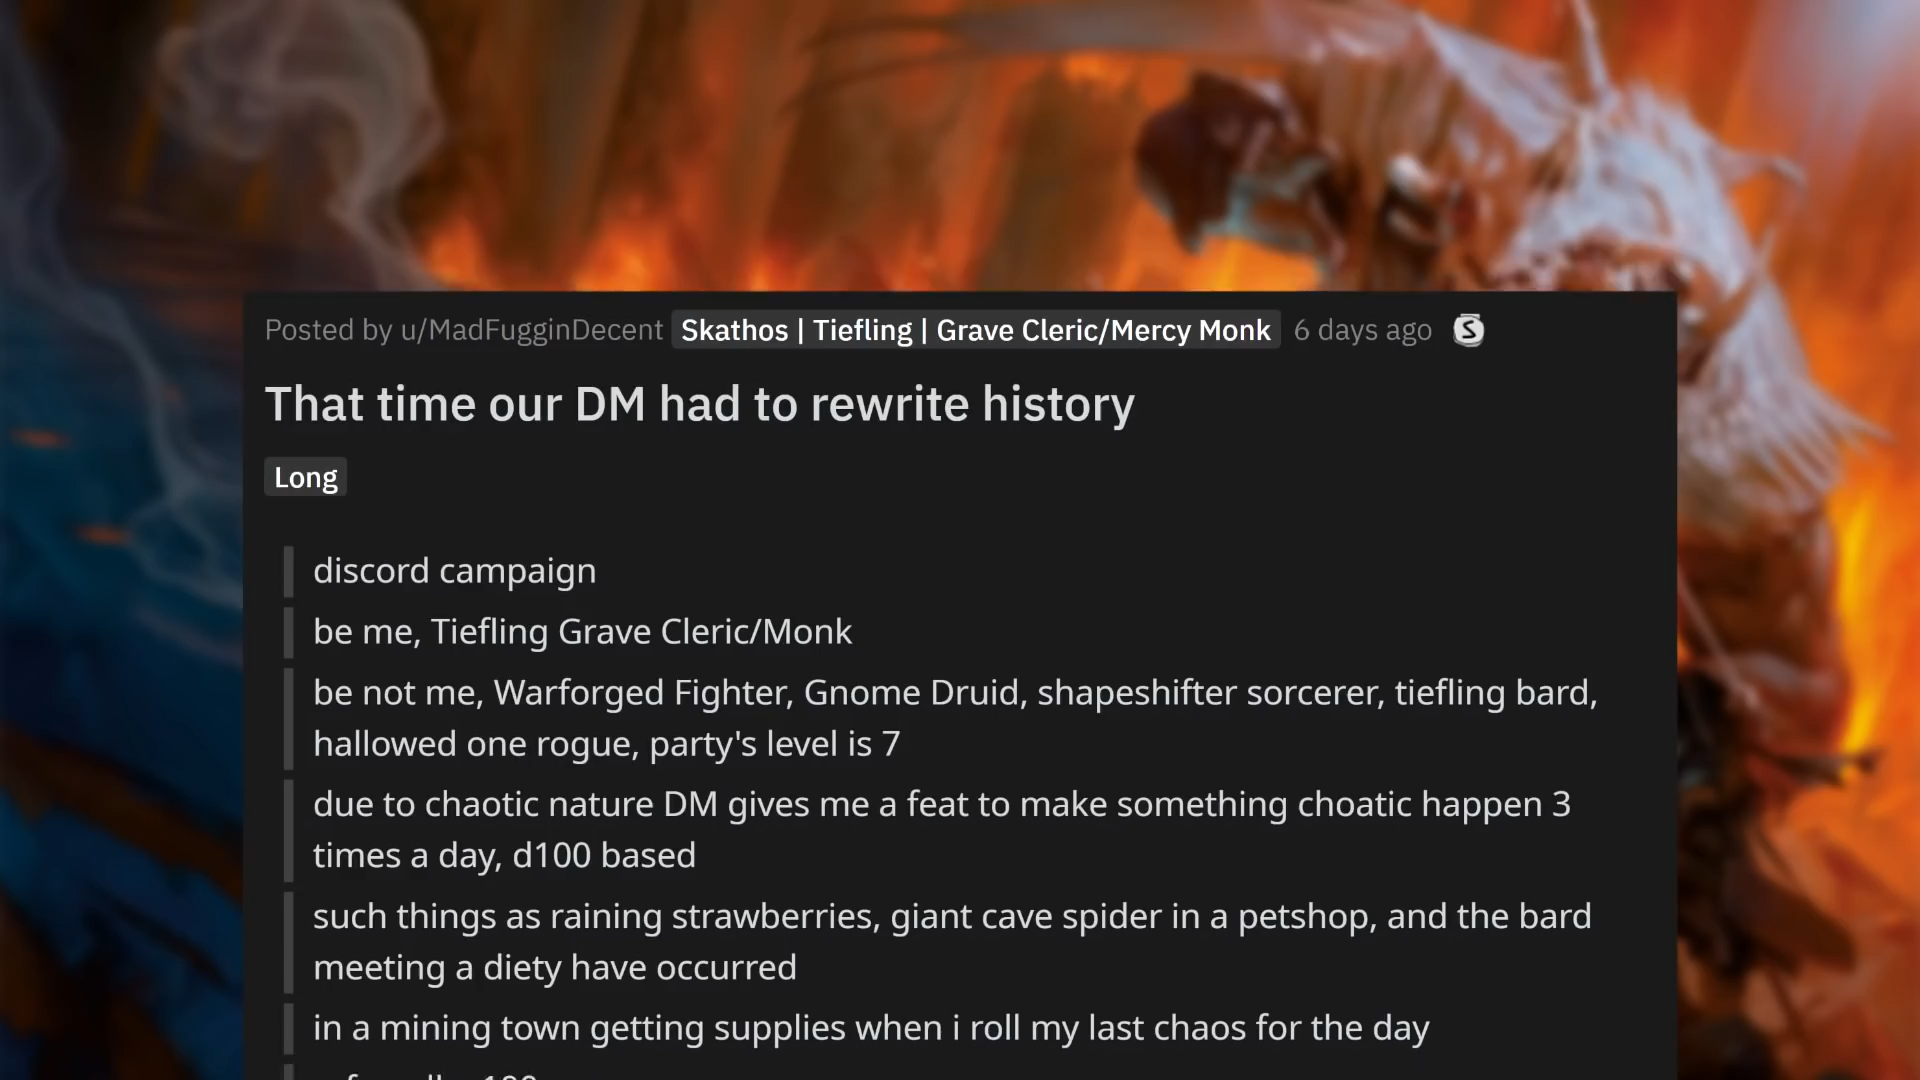 Posted by u/MadFugginDecent Skathos | Tiefling | Grave Cleric/Mercy Monk 6 days ago S
That time our DM had to rewrite history
Long
discord campaign
be me, Tiefling Grave Cleric/Monk
be not me, Warforged Fighter, Gnome Druid, shapeshifter sorcerer, tiefling bard,
hallowed one rogue, party's level is 7
due to chaotic nature DM gives me a feat to make something choatic happen 3
times a day, d100 based
such things as raining strawberries, giant cave spider in a petshop, and the bard
meeting a diety have occurred
in a mining town getting supplies when i roll my last chaos for the day